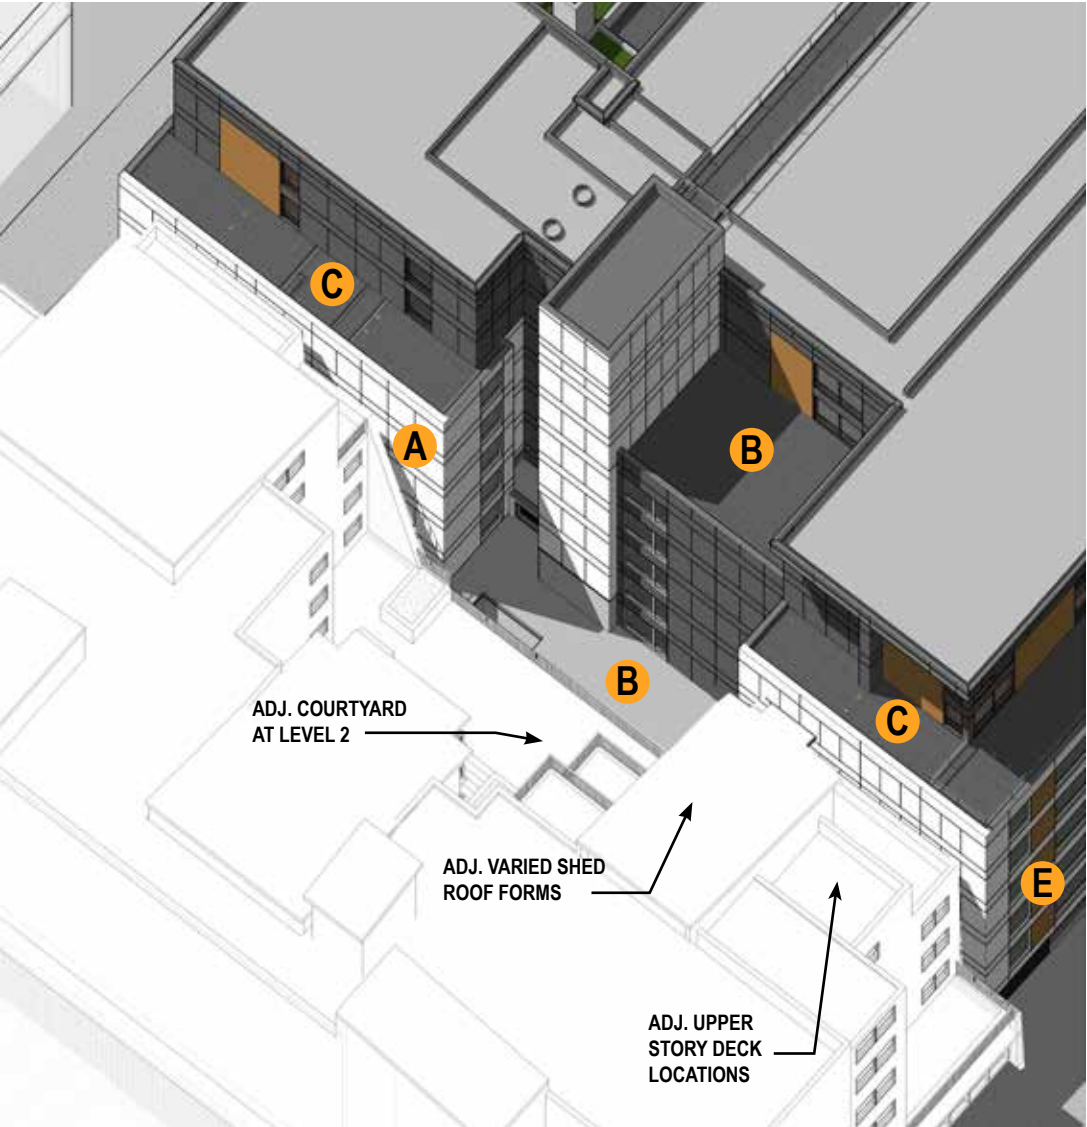 C
A
B
B
C
ADJ. COURTYARD
AT LEVEL 2
ADJ. VARIED SHED
ROOF FORMS
E
ADJ. UPPER
STORY DECK
LOCATIONS